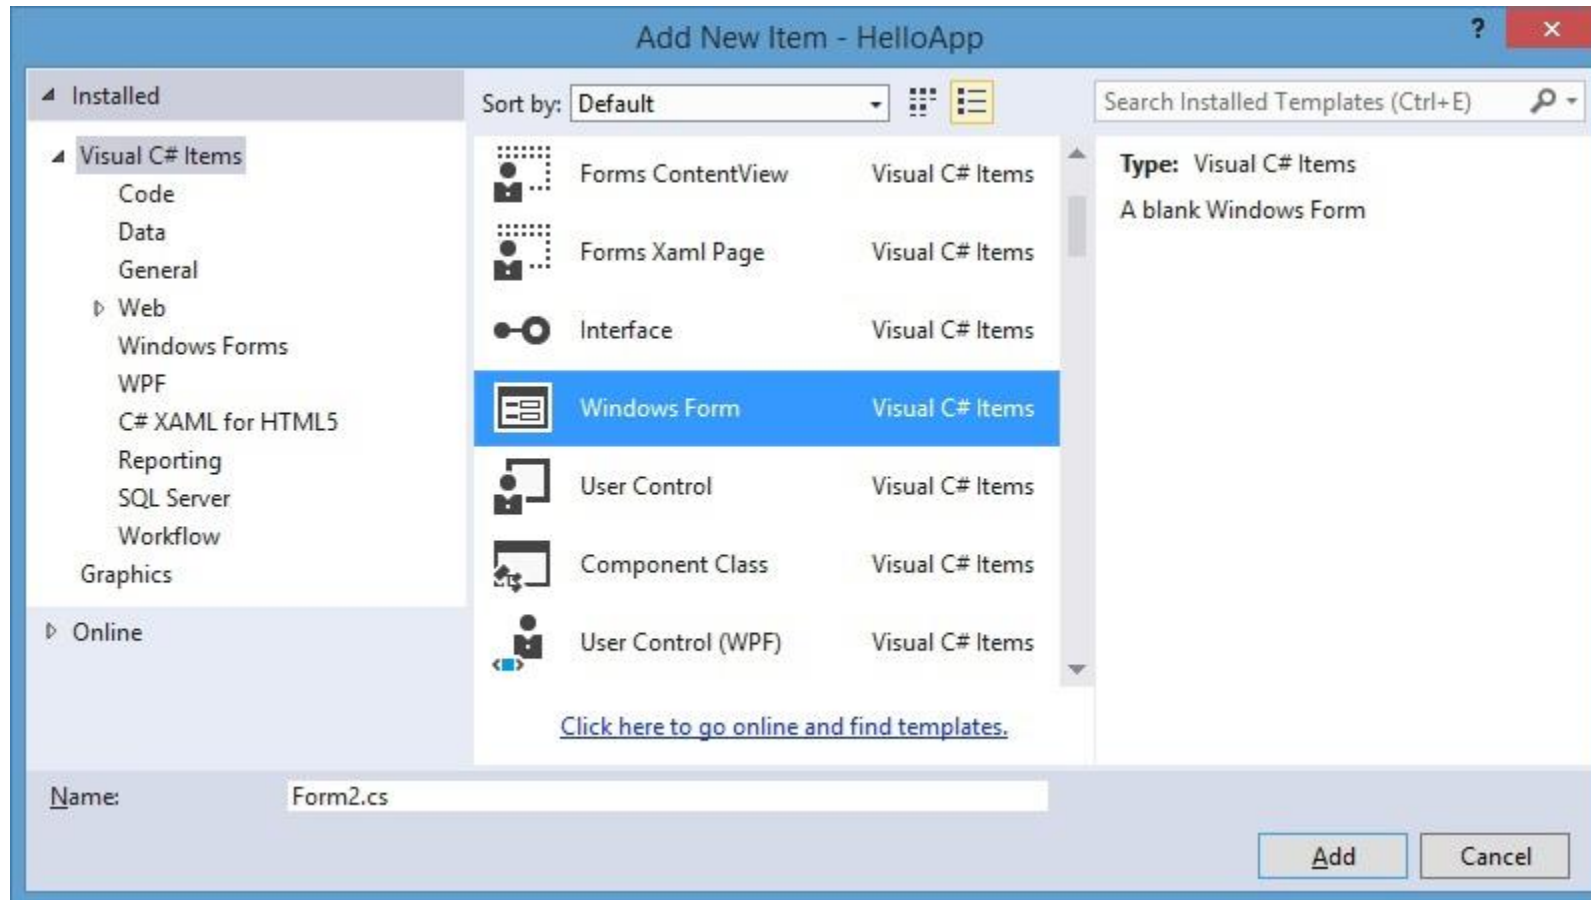 Add New Item - HelloApp
?
Installed
Visual C# Items
Code
Data
General
Web
Windows Forms
WPF
C# XAML for HTML5
Reporting
SQL Server
Workflow
Graphics
Online
Sort by: Default
Forms ContentView Visual C# Items
Forms Xaml Page Visual C# Items
Interface Visual C# Items
Windows Form Visual C# Items
User Control Visual C# Items
Component Class Visual C# Items
User Control (WPF) Visual C# Items
Click here to go online and find templates.
Search Installed Templates (Ctrl+E)
Type: Visual C# Items
A blank Windows Form
Name: Form2.cs
Add Cancel